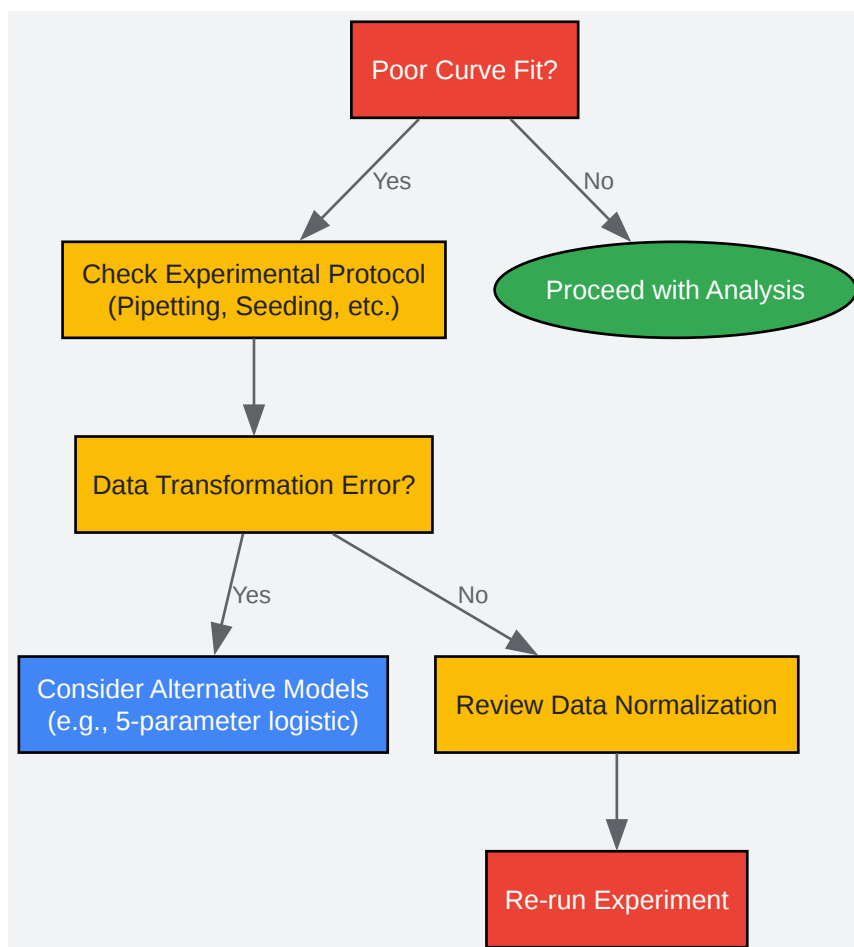 Poor Curve Fit?
Yes
No
Check Experimental Protocol
(Pipetting, Seeding, etc.)
Proceed with Analysis
Data Transformation Error?
Yes
No
Consider Alternative Models
(e.g., 5-parameter logistic)
Review Data Normalization
Re-run Experiment